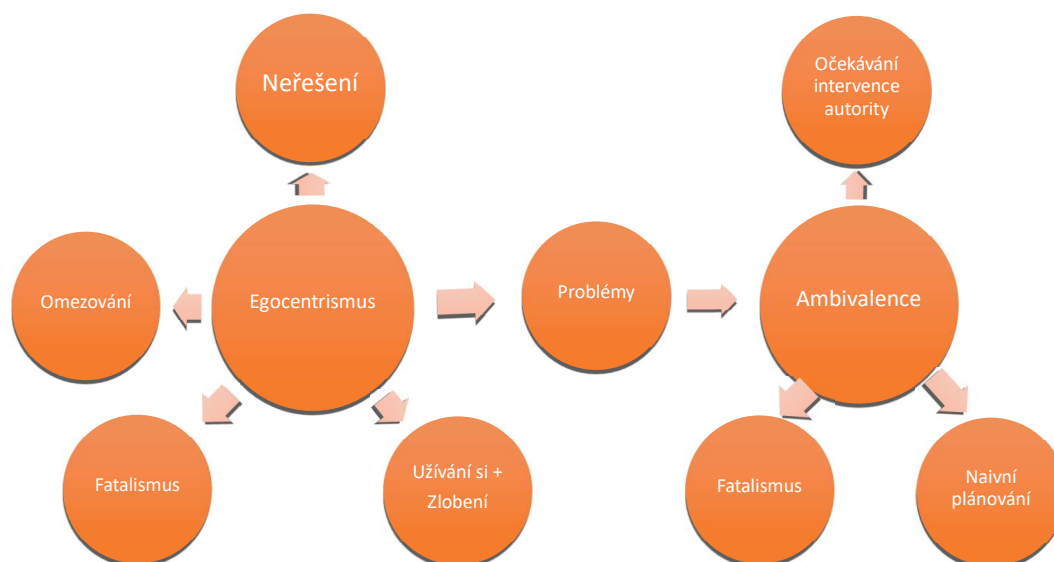 Neřešení
Očekávání
intervence
autority
Omezování
Egocentrismus
Problémy
Ambivalence
Fatalismus
Užívání si +
Zlobení
Fatalismus
Naivní
plánování